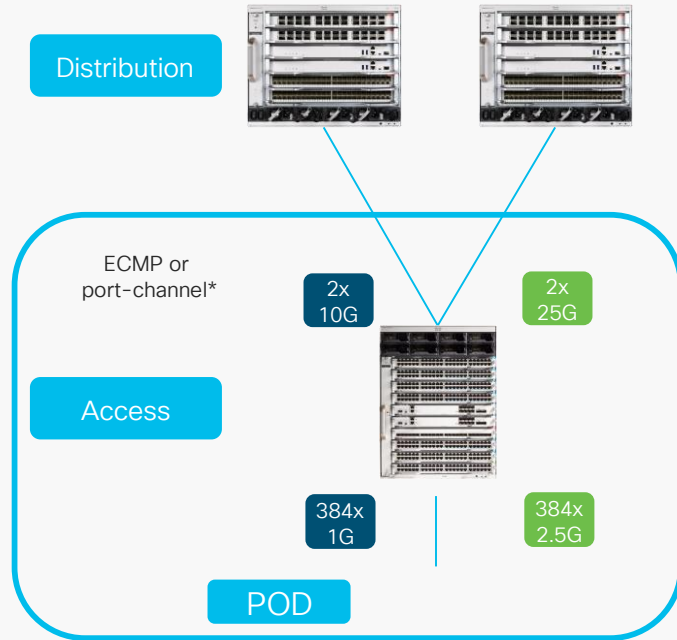 Distribution
ECMP or
port-channel*
2x
10G
2x
25G
Access
384x
1G
384x
2.5G
POD